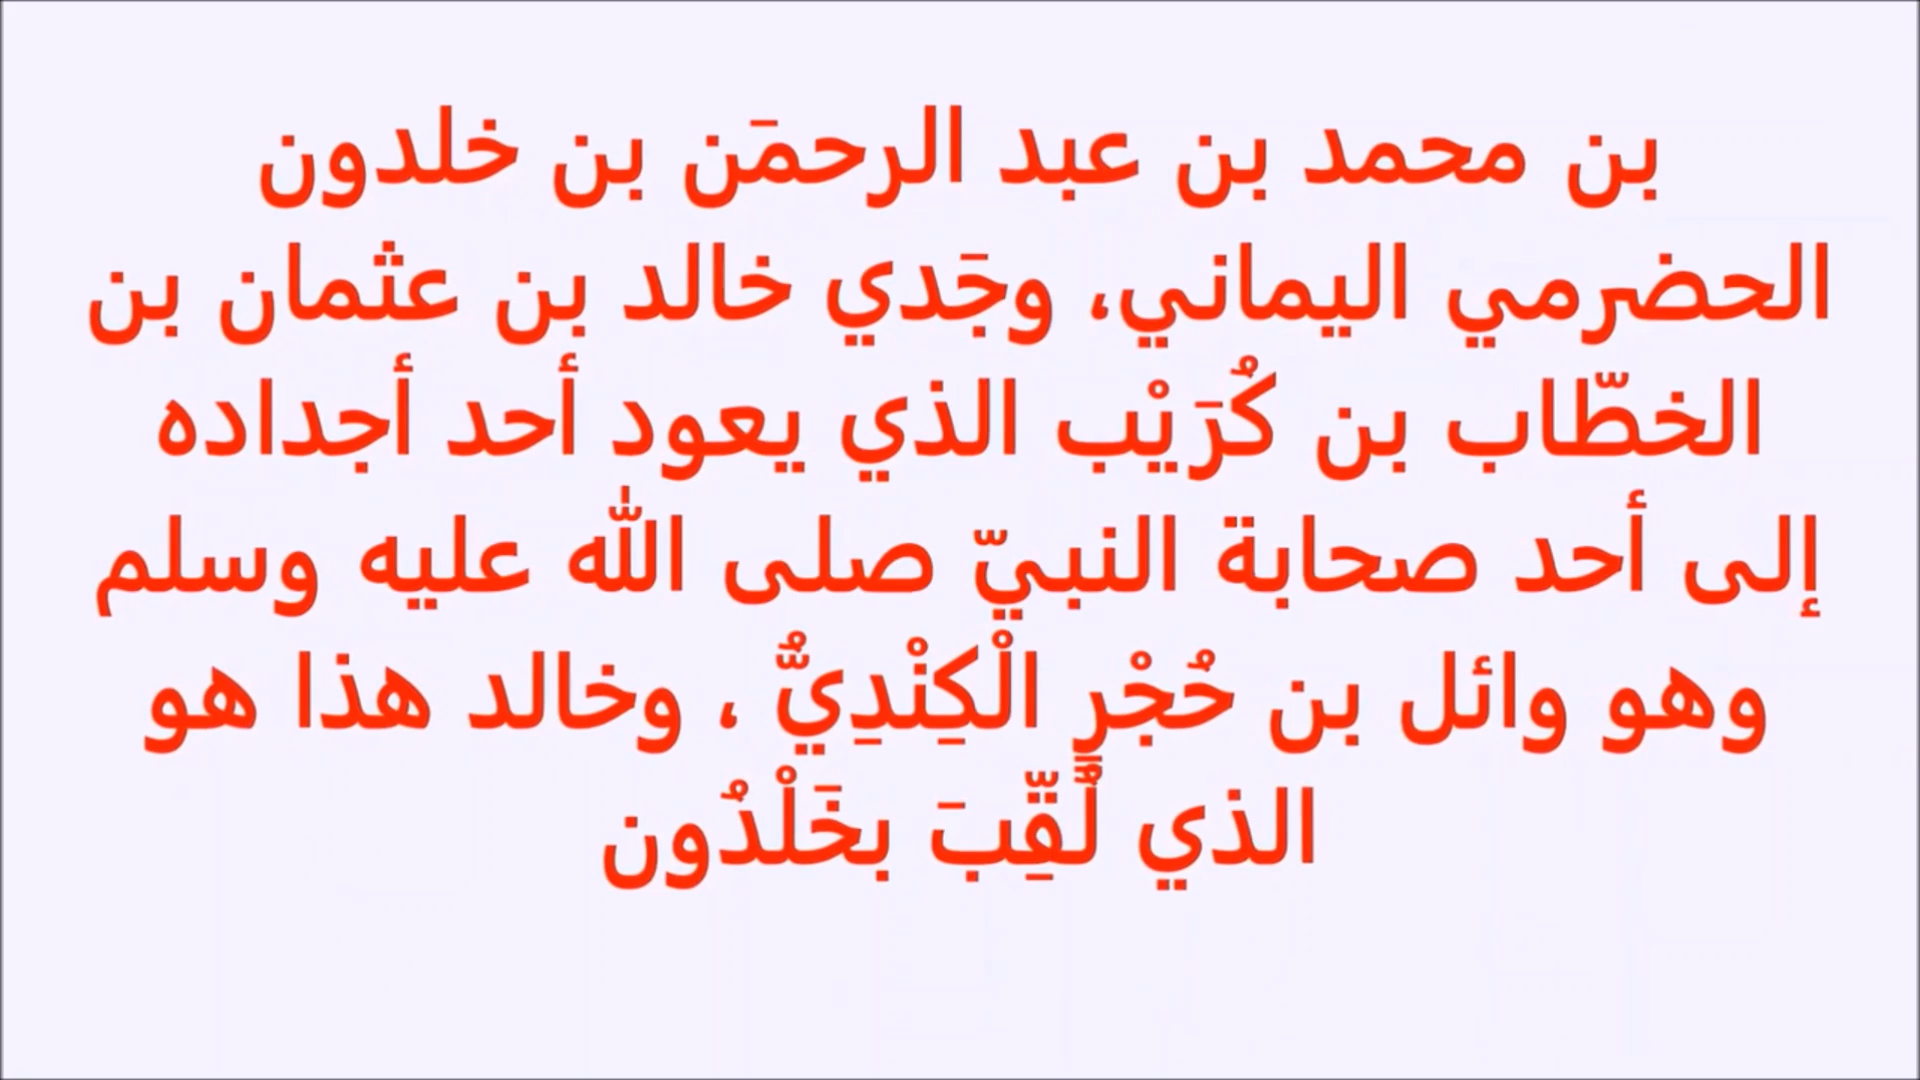 بن محمد بن عبد الرحمَن بن خلدون
الحضرمي اليماني، وجَدي خالد بن عثمان بن
الخطّاب بن كُرَيْب الذي يعود أحد أجداده
إلى أحد صحابة النبيّ صلى الله عليه وسلم
وهو وائل بن حُجْرٍ الْكِنْدِيُّ ، وخالد هذا هو
الذي لُقِّبَ بخَلْدُون